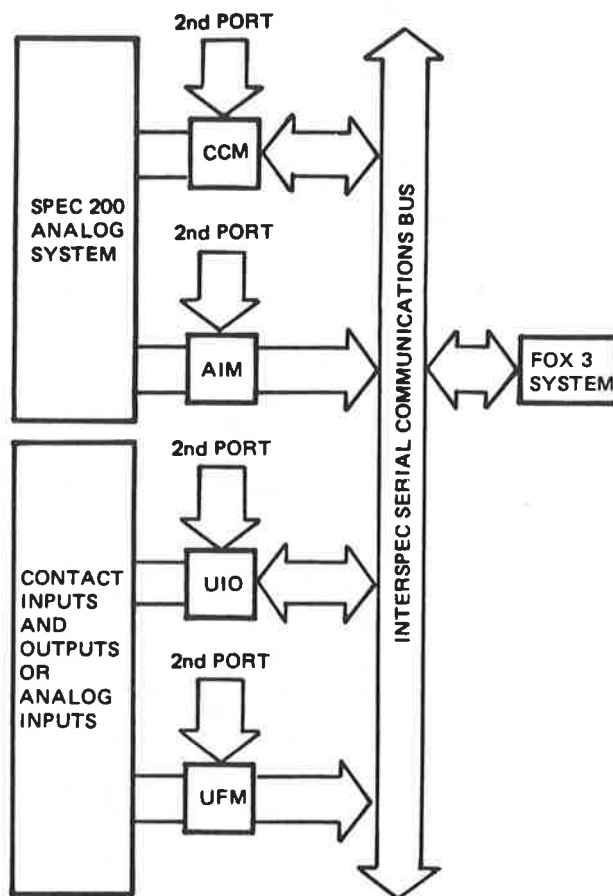 2nd PORT
CCM
SPEC 200
ANALOG
SYSTEM
2nd PORT
AIM
INTERSPEC SERIAL COMMUNICATIONS BUS
FOX 3
SYSTEM
2nd PORT
CONTACT
INPUTS
AND
OUTPUTS
OR
ANALOG
INPUTS
UIO
2nd PORT
UFM